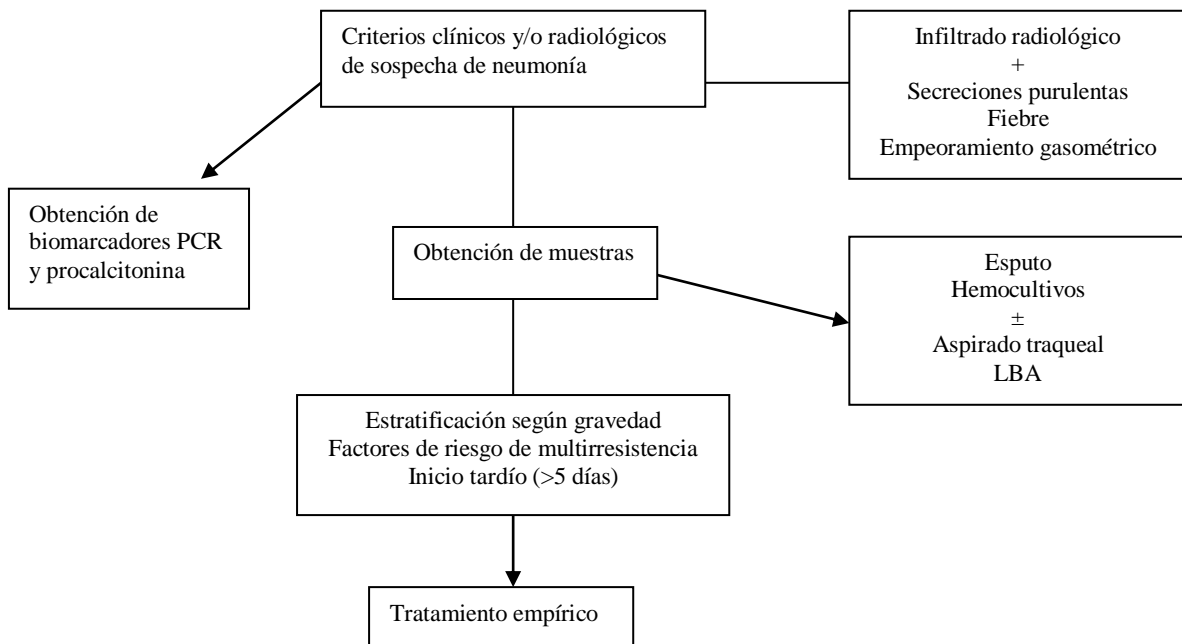 Criterios clínicos y/o radiológicos
de sospecha de neumonía
Infiltrado radiológico
+
Secreciones purulentas
Fiebre
Empeoramiento gasométrico
Obtención de
biomarcadores PCR
y procalcitonina
Obtención de muestras
Esputo
Hemocultivos
±
Aspirado traqueal
LBA
Estratificación según gravedad
Factores de riesgo de multirresistencia
Inicio tardío (>5 días)
Tratamiento empírico